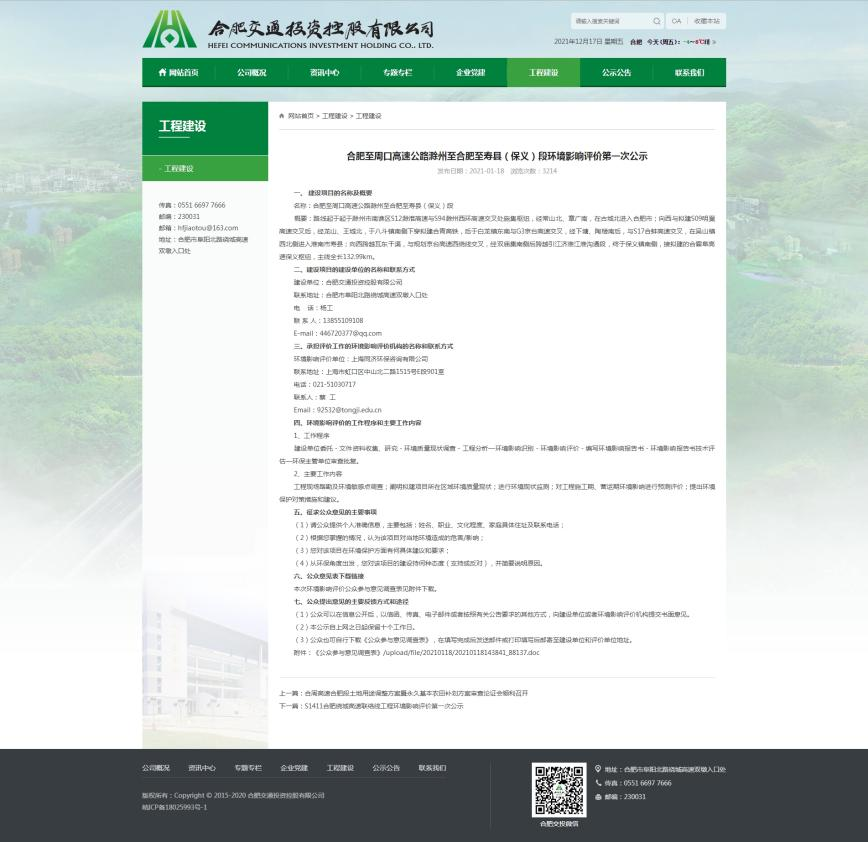 合肥交通投资控股有限公司
HEFEI COMMUNICATIONS INVESTMENT HOLDING CO., LTD.
请输入搜索关键词
OA | 收藏本站
2021年12月17日 星期五 合肥 今天(周五)：-4～8℃晴
网站首页 公司概况 资讯中心 专题专栏 企业党建 工程建设 公示公告 联系我们
工程建设
- 工程建设
传真：0551 6697 7666
邮编：230031
邮箱：hfjiaotou@163.com
地址：合肥市阜阳北路绕城高速
双墩入口处
网站首页 > 工程建设 > 工程建设
合肥至周口高速公路滁州至合肥至寿县（保义）段环境影响评价第一次公示
发布日期：2021-01-18 浏览次数：3214
一、 建设项目的名称及概要
名称：合肥至周口高速公路滁州至合肥至寿县（保义）段
概要：路线起于起于滁州市南谯区S12滁淮高速与S94滁州西环高速交叉处施集枢纽，经常山北、章广南，在古城北进入合肥市；向西与拟建S09明巢
高速交叉后，经龙山、王城北，于八斗镇南侧下穿拟建合青高铁，后于白龙镇东南与G3京台高速交叉，经下塘、陶楼南后，与S17合蚌高速交叉，在吴山镇
西北侧进入淮南市寿县；向西跨越瓦东干渠，与规划京台高速西绕线交叉，经双庙集南侧后跨越引江济淮江淮沟通段，终于保义镇南侧，接拟建的合霍阜高
速保义枢纽，主线全长132.99km。
二、建设项目的建设单位的名称和联系方式
建设单位：合肥交通投资控股有限公司
联系地址：合肥市阜阳北路绕城高速双墩入口处
电 话：杨工
联 系 人：13855109108
E-mail：446720377@qq.com
三、承担评价工作的环境影响评价机构的名称和联系方式
环境影响评价单位：上海同济环保咨询有限公司
联系地址：上海市虹口区中山北二路1515号E段901室
电话：021-51030717
联系人：蔡 工
Email：92532@tongji.edu.cn
四、环境影响评价的工作程序和主要工作内容
1、工作程序
建设单位委托 - 文件资料收集、研究 - 环境质量现状调查 - 工程分析—环境影响识别 - 环境影响评价 - 编写环境影响报告书 - 环境影响报告书技术评
估—环保主管单位审查批复。
2、主要工作内容
工程现场踏勘及环境敏感点调查；阐明拟建项目所在区域环境质量现状；进行环境现状监测；对工程施工期、营运期环境影响进行预测评价；提出环境
保护对策措施和建议。
五、征求公众意见的主要事项
（1）请公众提供个人准确信息，主要包括：姓名、职业、文化程度、家庭具体住址及联系电话；
（2）根据您掌握的情况，认为该项目对当地环境造成的危害/影响；
（3）您对该项目在环境保护方面有何具体建议和要求；
（4）从环保角度出发，您对该项目的建设持何种态度（支持或反对），并简要说明原因。
六、公众意见表下载链接
本次环境影响评价公众参与意见调查表见附件下载。
七、公众提出意见的主要反馈方式和途径
（1）公众可以在信息公开后，以信函、传真、电子邮件或者按照有关公告要求的其他方式，向建设单位或者环境影响评价机构提交书面意见。
（2）本公示自上网之日起保留十个工作日。
（3）公众也可自行下载《公众参与意见调查表》，在填写完成后发送邮件或打印填写后邮寄至建设单位和评价单位地址。
附件：《公众参与意见调查表》/upload/file/20210118/20210118143841_88137.doc
上一篇：合周高速合肥段土地用途调整方案暨永久基本农田补划方案审查论证会顺利召开
下一篇：S1411合肥绕城高速联络线工程环境影响评价第一次公示
公司概况 资讯中心 专题专栏 企业党建 工程建设 公示公告 联系我们
版权所有：Copyright © 2015-2020 合肥交通投资控股有限公司
皖ICP备18025993号-1
合肥交投微信
地址：合肥市阜阳北路绕城高速双墩入口处
传真：0551 6697 7666
邮编：230031